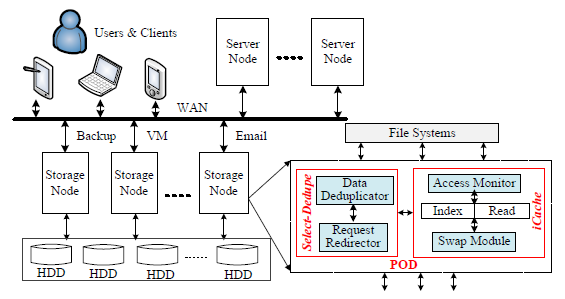 Users & Clients
Server
Node
Server
Node
WAN
Backup
VM
Email
File Systems
Storage
Node
Storage
Node
Storage
Node
Select-Dedupe
Data
Deduplicator
Request
Redirector
Access Monitor
Index
Read
Swap Module
iCache
POD
HDD
HDD
HDD
HDD